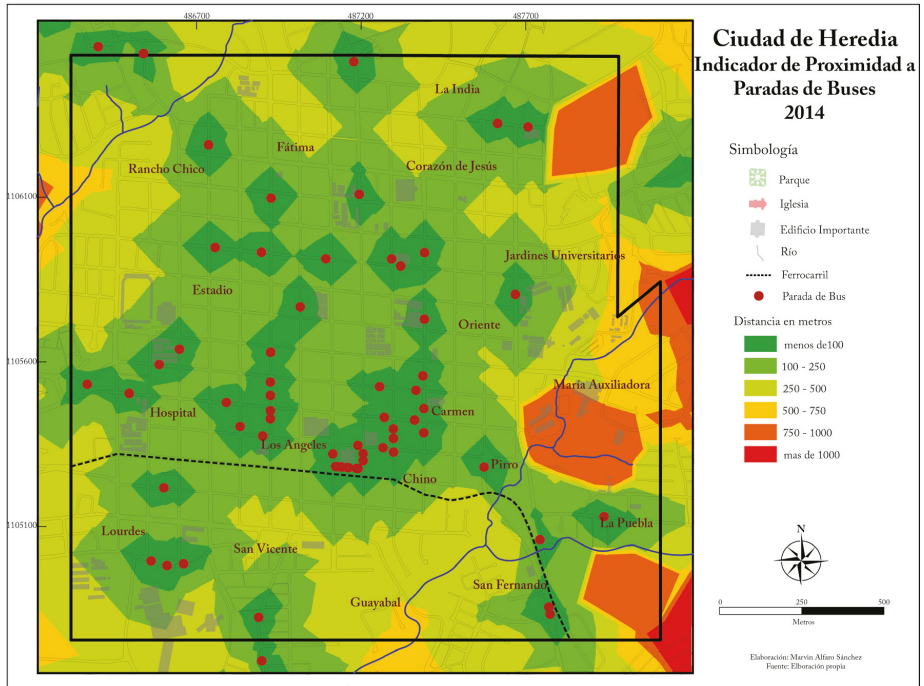 Ciudad de Heredia
Indicador de Proximidad a
Paradas de Buses
2014
Simbología
Parque
Iglesia
Edificio Importante
Río
Ferrocarril
Parada de Bus
Distancia en metros
menos de100
100 - 250
250 - 500
500 - 750
750 - 1000
mas de 1000
N
0 250 500
Metros
Elaboración: Marvin Alfaro Sánchez
Fuente: Elboración propia
486700 487200 487700
1106100
1105600
1105100
La India
Fátima
Rancho Chico
Corazón de Jesús
Jardines Universitarios
Estadio
Oriente
María Auxiliadora
Hospital
Carmen
Los Angeles
Chino
Pirro
La Puebla
Lourdes
San Vicente
San Fernando
Guayabal